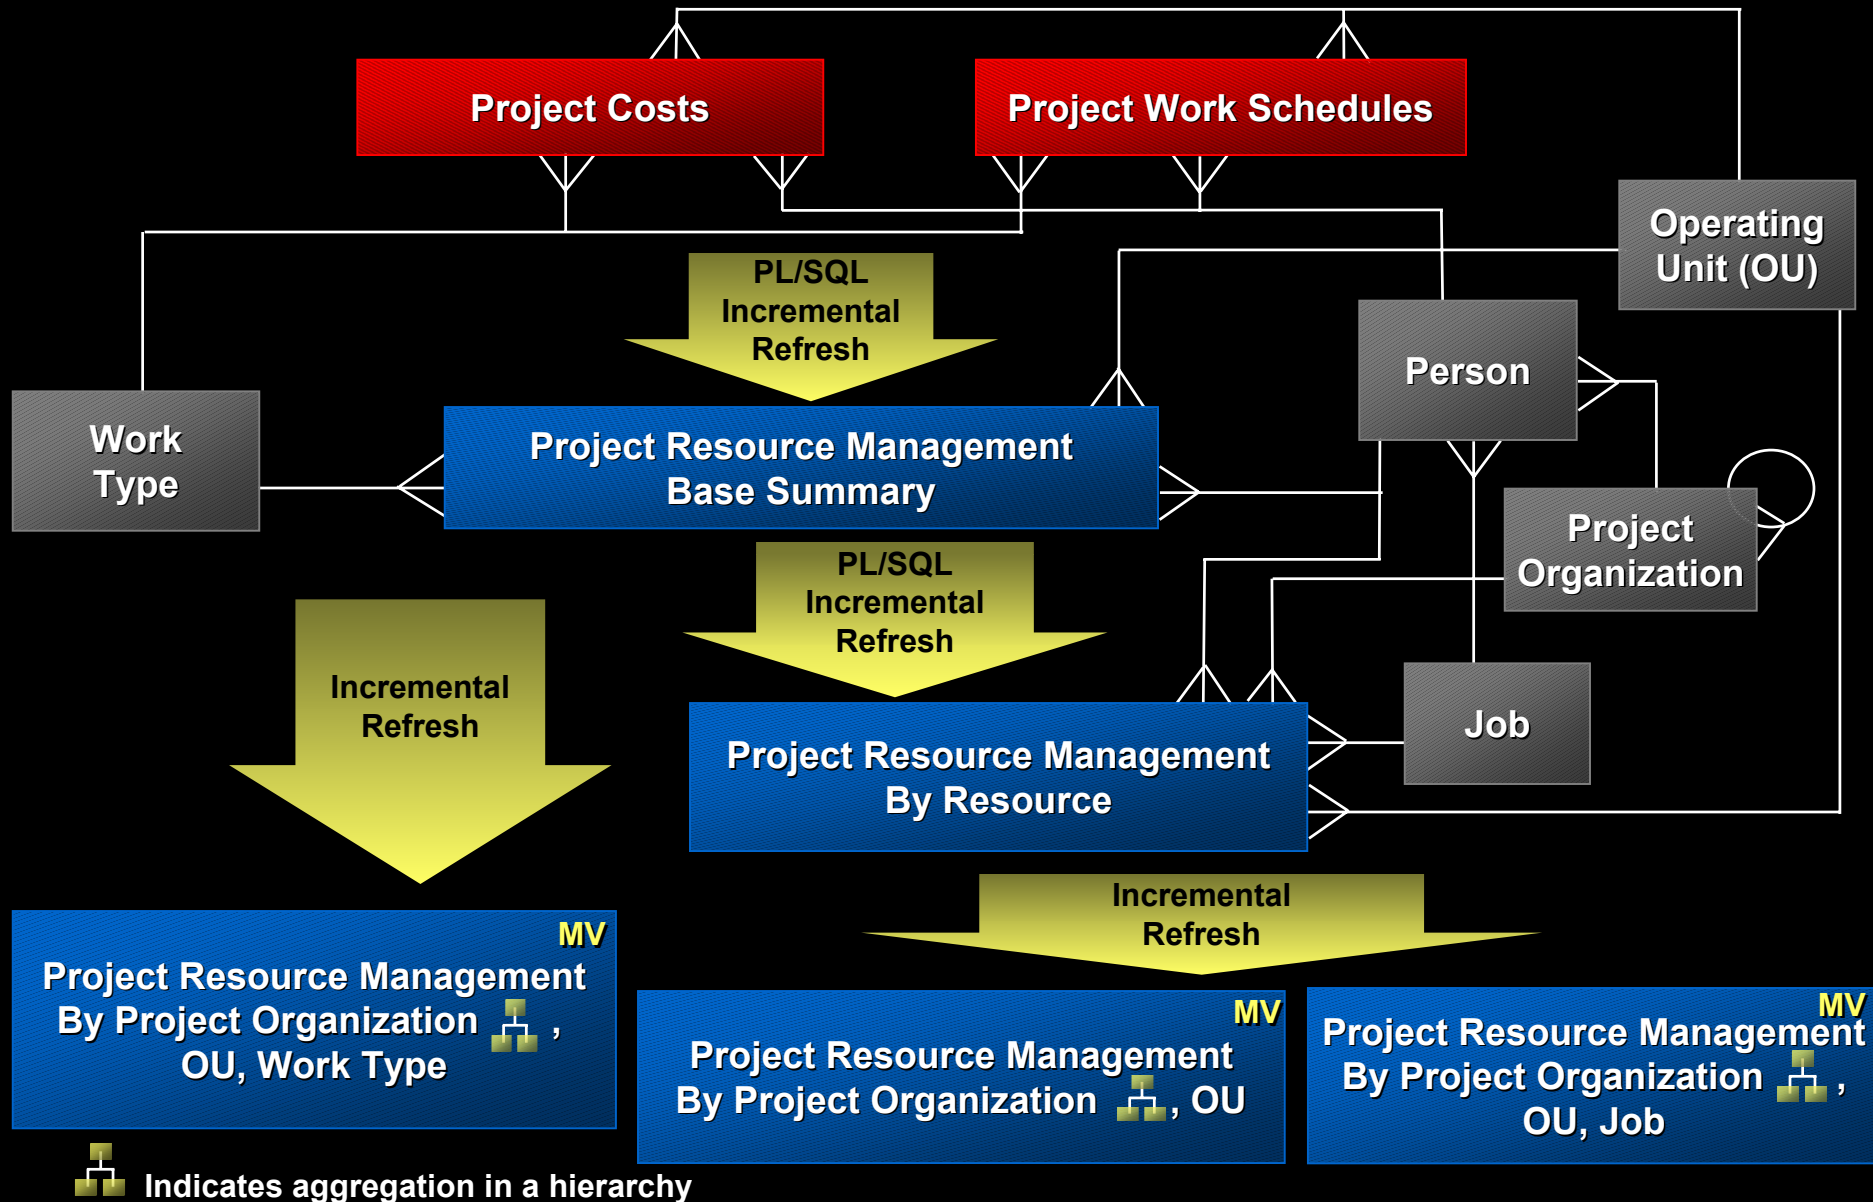 Project Costs
Project Work Schedules
Operating
Unit (OU)
PL/SQL
Incremental
Refresh
Person
Work
Type
Project Resource Management
Base Summary
Project
Organization
PL/SQL
Incremental
Refresh
Incremental
Refresh
Job
Project Resource Management
By Resource
Incremental
Refresh
MV
Project Resource Management
By Project Organization ,
OU, Work Type
MV
Project Resource Management
By Project Organization , OU
MV
Project Resource Management
By Project Organization ,
OU, Job
Indicates aggregation in a hierarchy